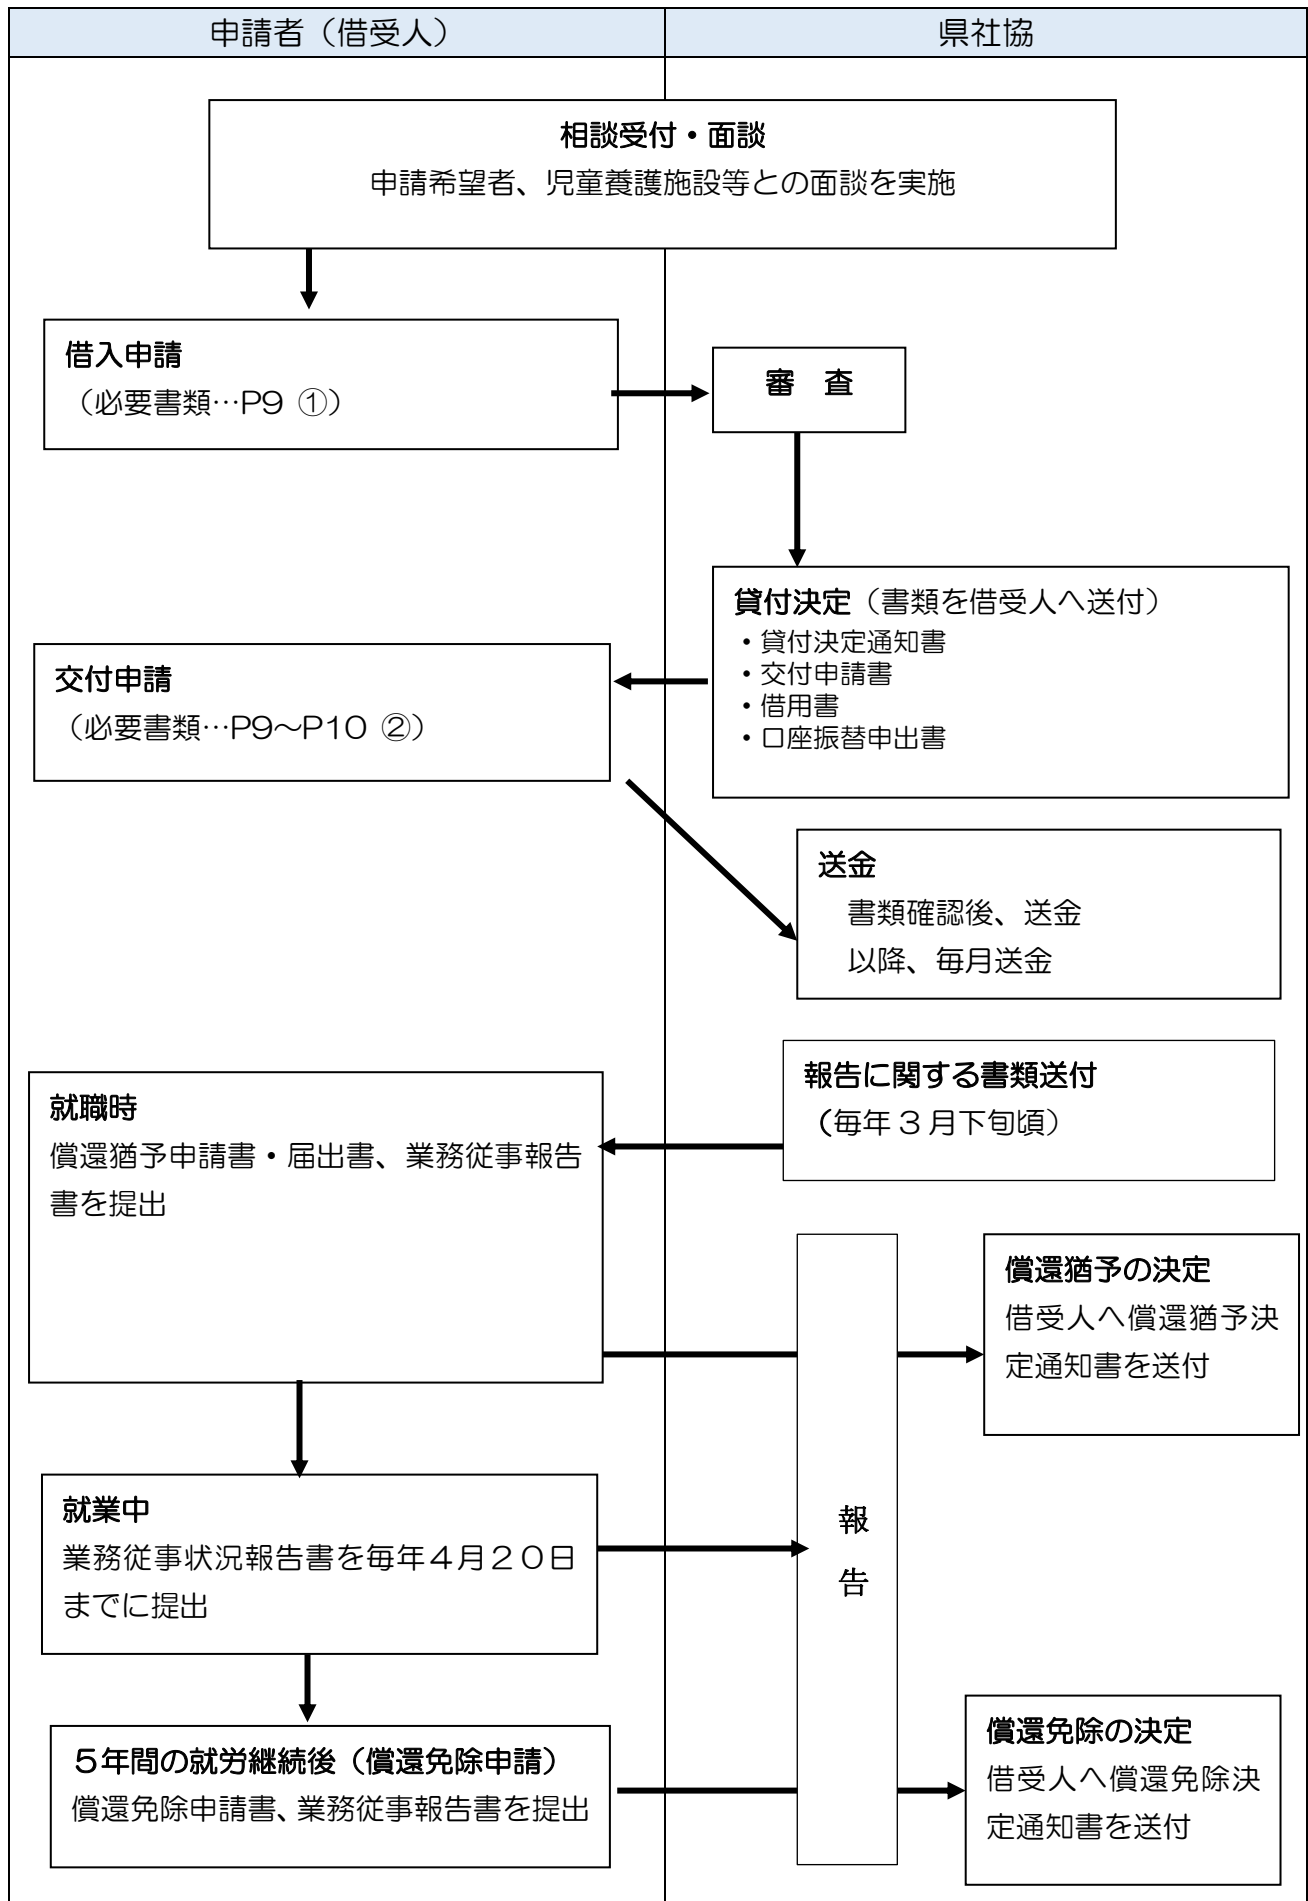 申請者（借受人）
県社協
相談受付・面談
申請希望者、児童養護施設等との面談を実施
借入申請
（必要書類…P9 ①）
審　査
貸付決定（書類を借受人へ送付）
・貸付決定通知書
・交付申請書
・借用書
・口座振替申出書
交付申請
（必要書類…P9～P10 ②）
送金
書類確認後、送金
以降、毎月送金
報告に関する書類送付
（毎年３月下旬頃）
就職時
償還猶予申請書・届出書、業務従事報告
書を提出
償還猶予の決定
借受人へ償還猶予決
定通知書を送付
報
告
就業中
業務従事状況報告書を毎年４月２０日
までに提出
５年間の就労継続後（償還免除申請）
償還免除申請書、業務従事報告書を提出
償還免除の決定
借受人へ償還免除決
定通知書を送付